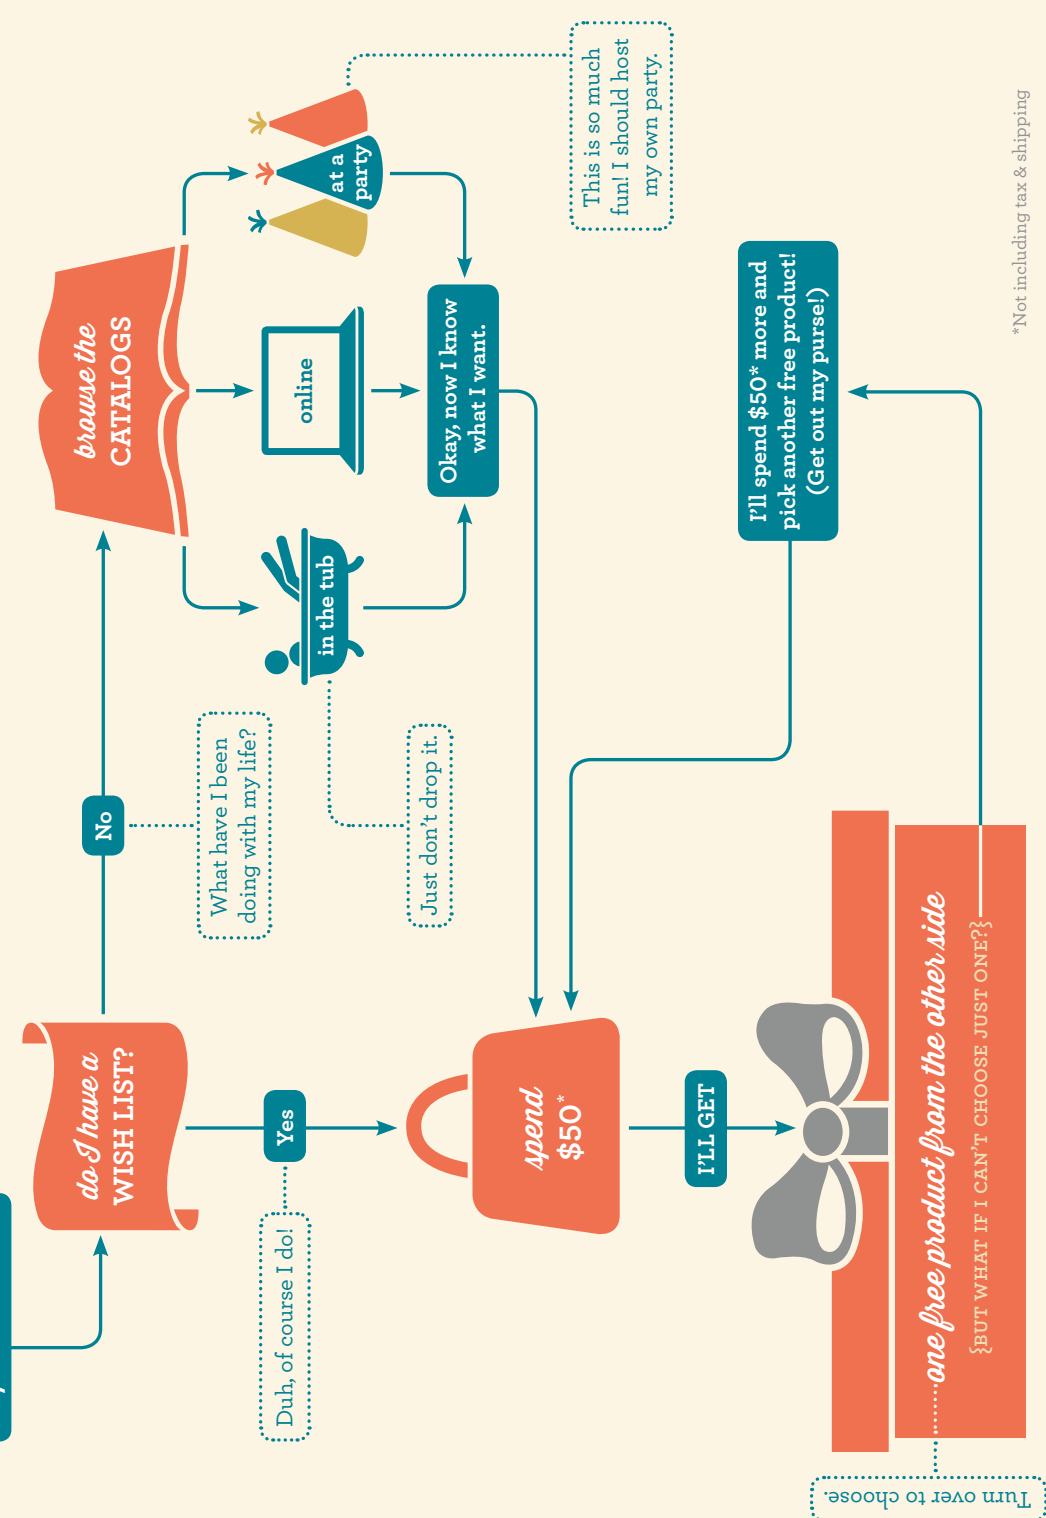 do I have a
WISH LIST?
No
What have I been
doing with my life?
browse the
CATALOGS
in the tub
Just don't drop it.
online
at a
party
This is so much
fun! I should host
my own party.
Okay, now I know
what I want.
Yes
Duh, of course I do!
spend
$50*
I'LL GET
one free product from the other side
{BUT WHAT IF I CAN'T CHOOSE JUST ONE?}
Turn over to choose.
I'll spend $50* more and
pick another free product!
(Get out my purse!)
*Not including tax & shipping